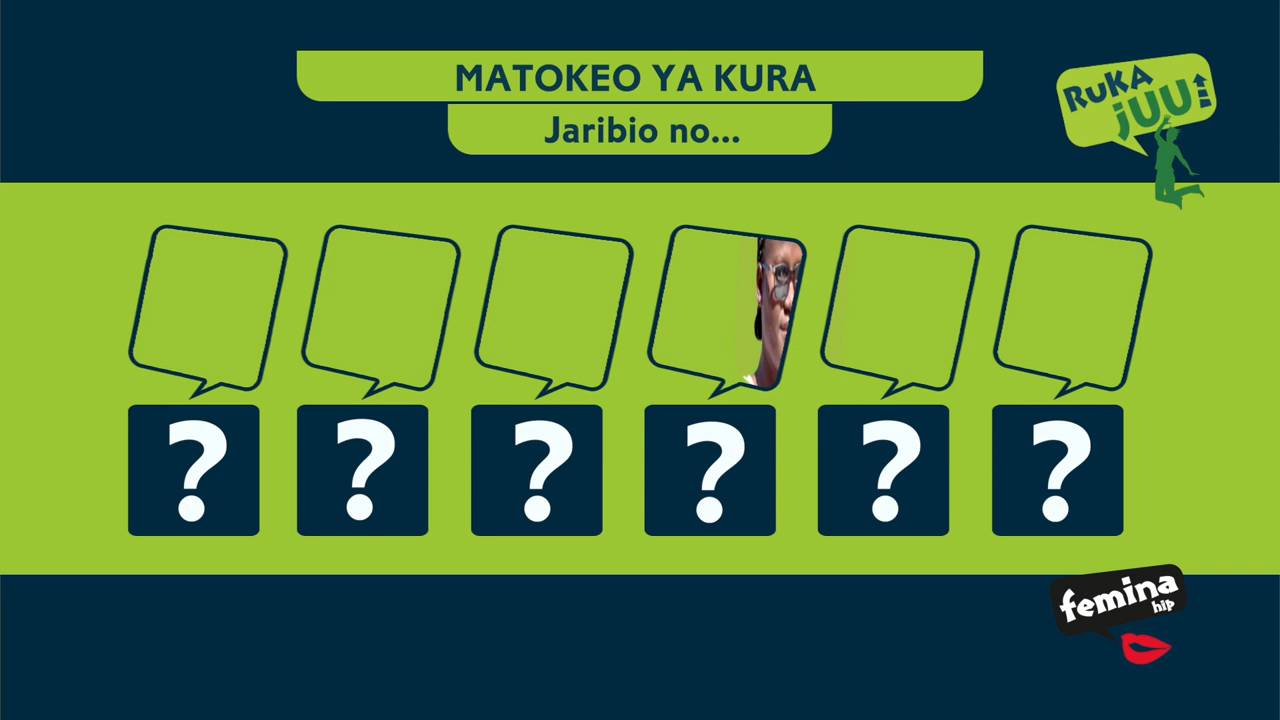 MATOKEO YA KURA
Jaribio no...
RUKA
JUU
? ? ? ? ? ?
femina
hip